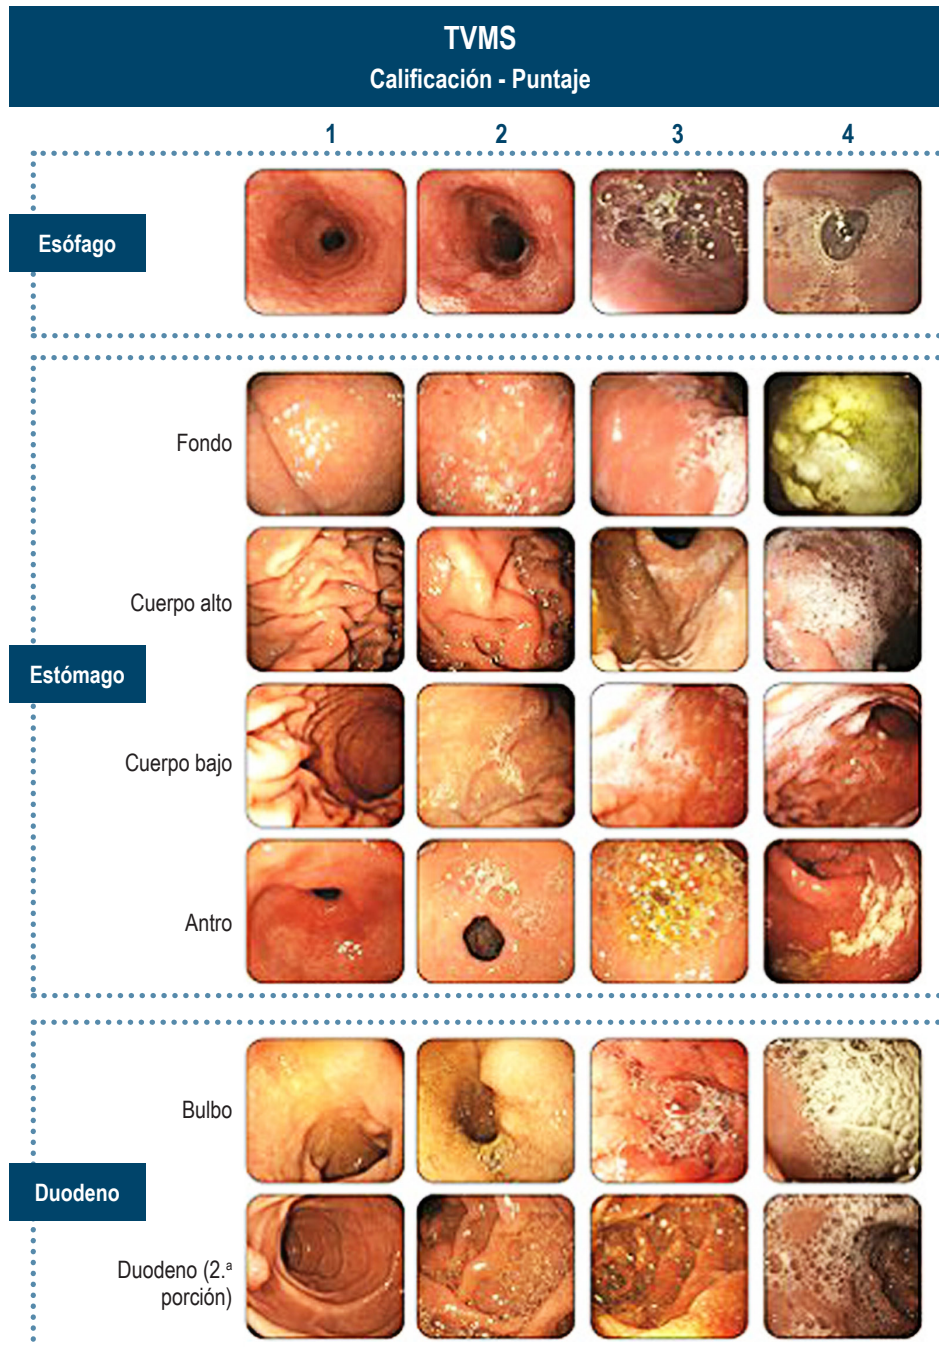 TVMS
Calificación - Puntaje
1 2 3 4
Esófago
Fondo
Cuerpo alto
Estómago
Cuerpo bajo
Antro
Bulbo
Duodeno
Duodeno (2.ª
porción)